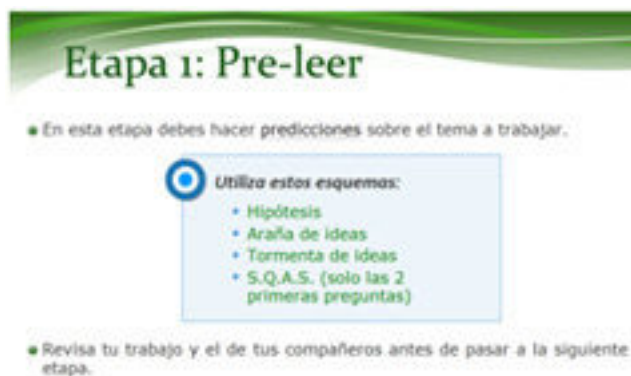 Etapa 1: Pre-leer
En esta etapa debes hacer predicciones sobre el tema a trabajar.
Utiliza estos esquemas:
Hipótesis
Araña de ideas
Tormenta de ideas
S.Q.A.S. (solo las 2
primeras preguntas)
Revisa tu trabajo y el de tus compañeros antes de pasar a la siguiente
etapa.